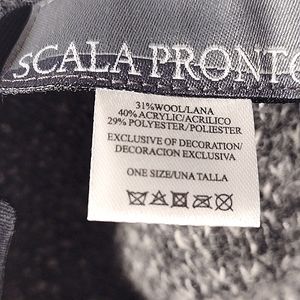 SCALA PRONTO
31%WOOL/LANA
40% ACRYLIC/ACRILICO
29% POLYESTER/POLIESTER
EXCLUSIVE OF DECORATION/
DECORACION EXCLUSIVA
ONE SIZE/UNA TALLA